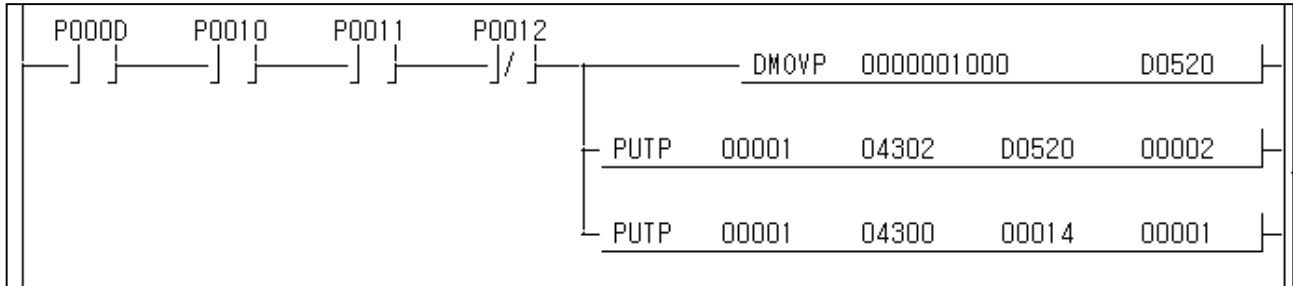 P000D P0010 P0011 P0012
DMOVP 0000001000 D0520
PUTP 00001 04302 D0520 00002
PUTP 00001 04300 00014 00001